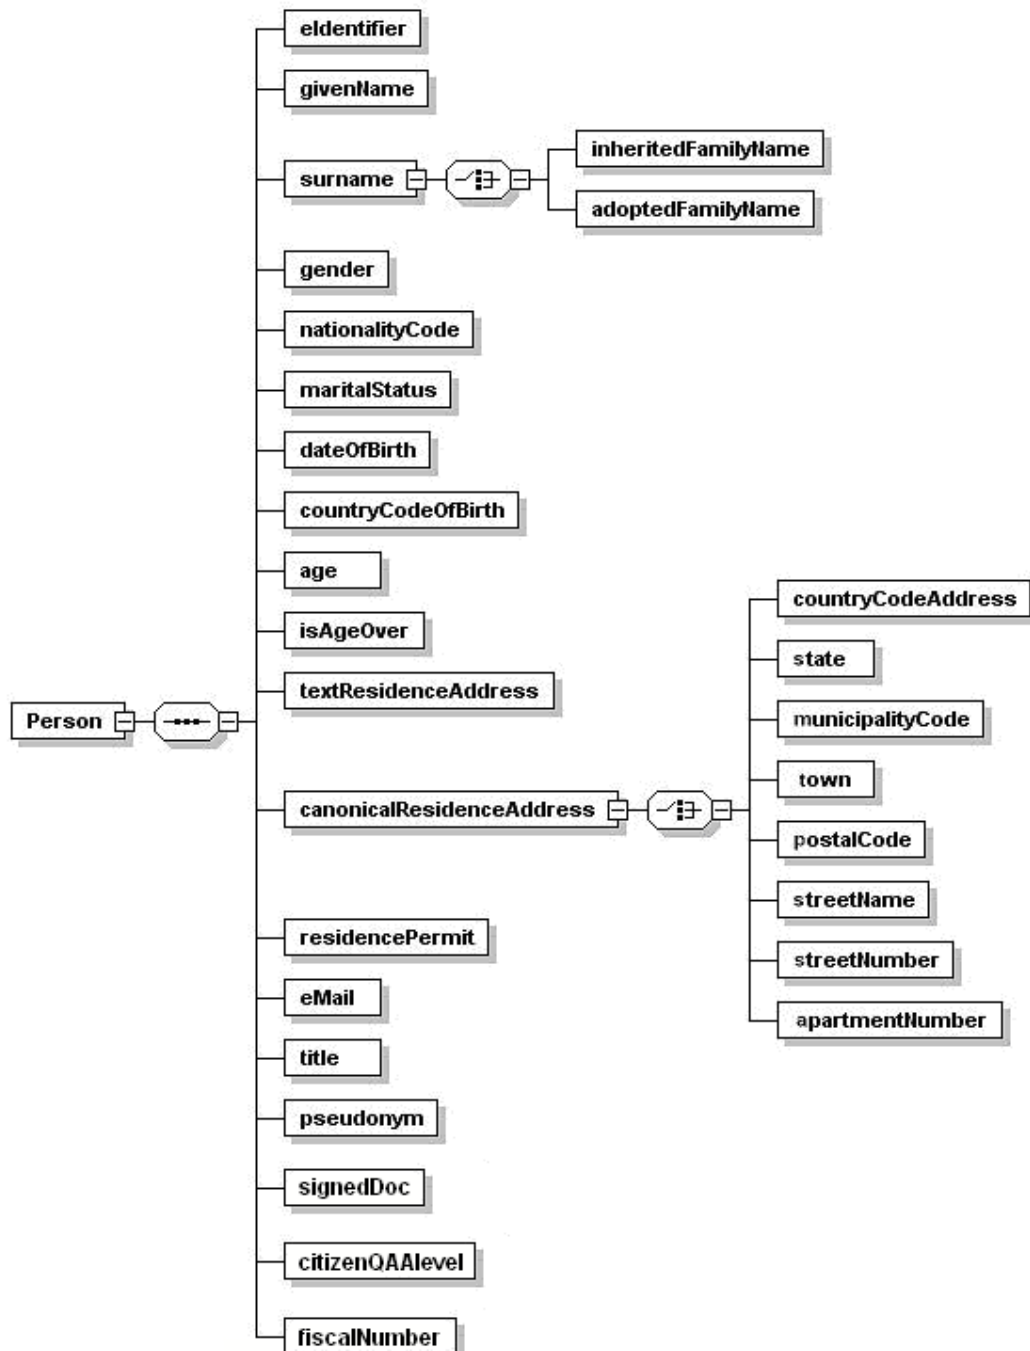 eIdentifier
givenName
surname
inheritedFamilyName
adoptedFamilyName
gender
nationalityCode
maritalStatus
dateOfBirth
countryCodeOfBirth
age
isAgeOver
textResidenceAddress
Person
canonicalResidenceAddress
countryCodeAddress
state
municipalityCode
town
postalCode
streetName
streetNumber
apartmentNumber
residencePermit
eMail
title
pseudonym
signedDoc
citizenQAAlevel
fiscalNumber